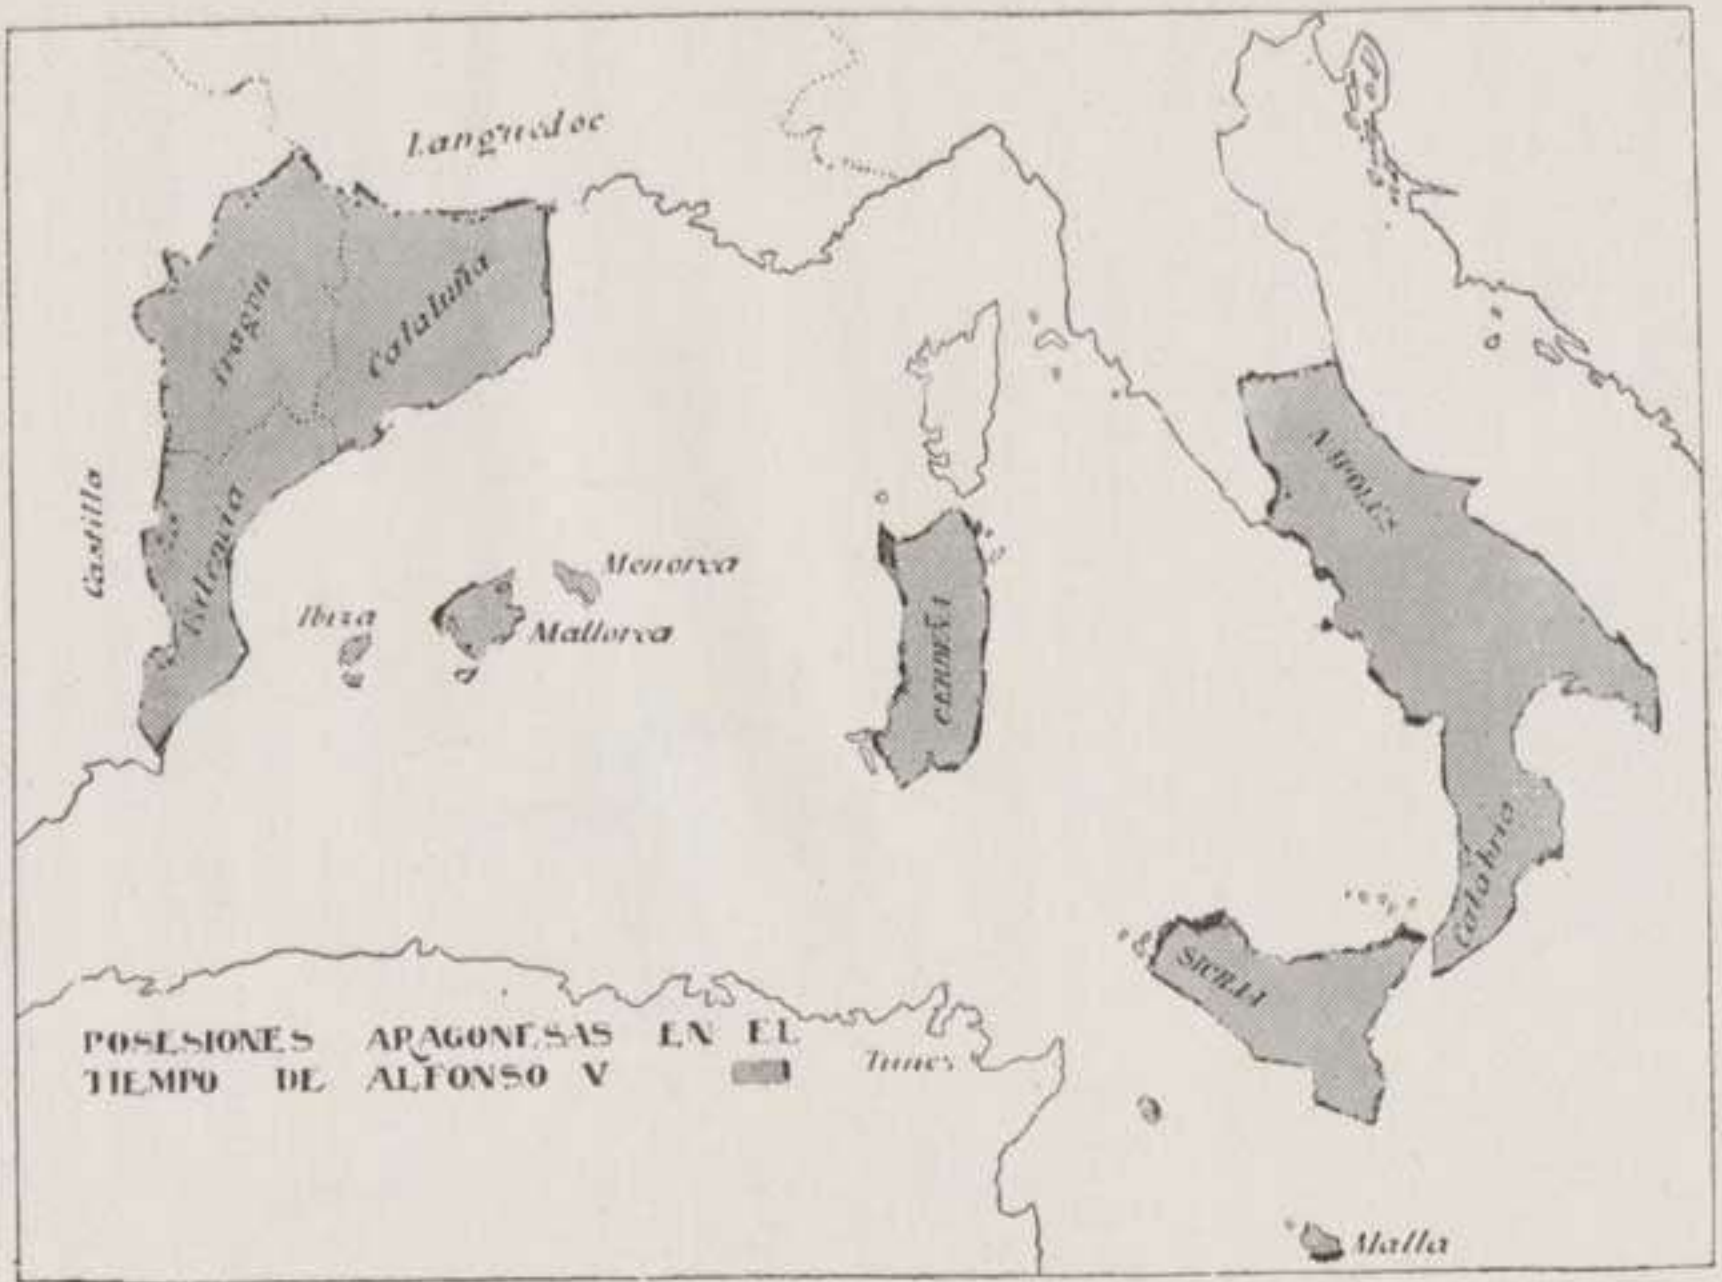 Languedoc
Aragón
Cataluña
Castilla
Valencia
Menorca
Ibiza
Mallorca
CERDEÑA
NAPOLES
Calabria
SICILIA
POSESIONES ARAGONESAS EN EL
TIEMPO DE ALFONSO V
Tunes
Malta